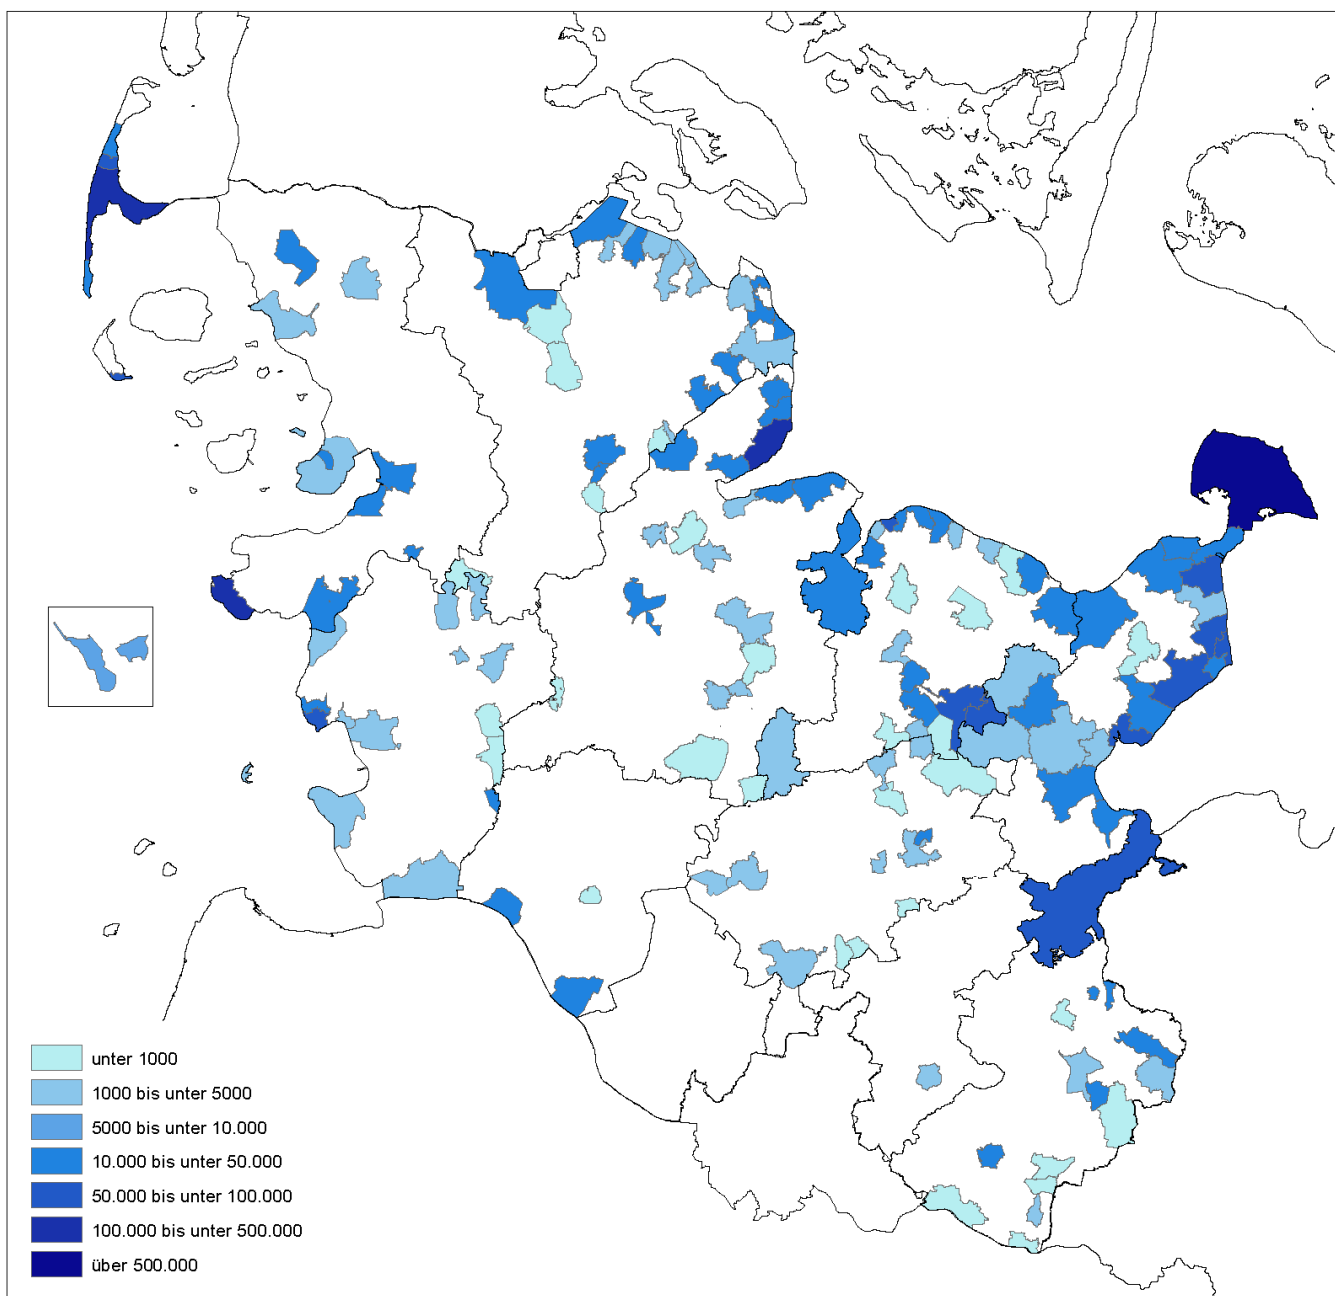 unter 1000
1000 bis unter 5000
5000 bis unter 10.000
10.000 bis unter 50.000
50.000 bis unter 100.000
100.000 bis unter 500.000
über 500.000